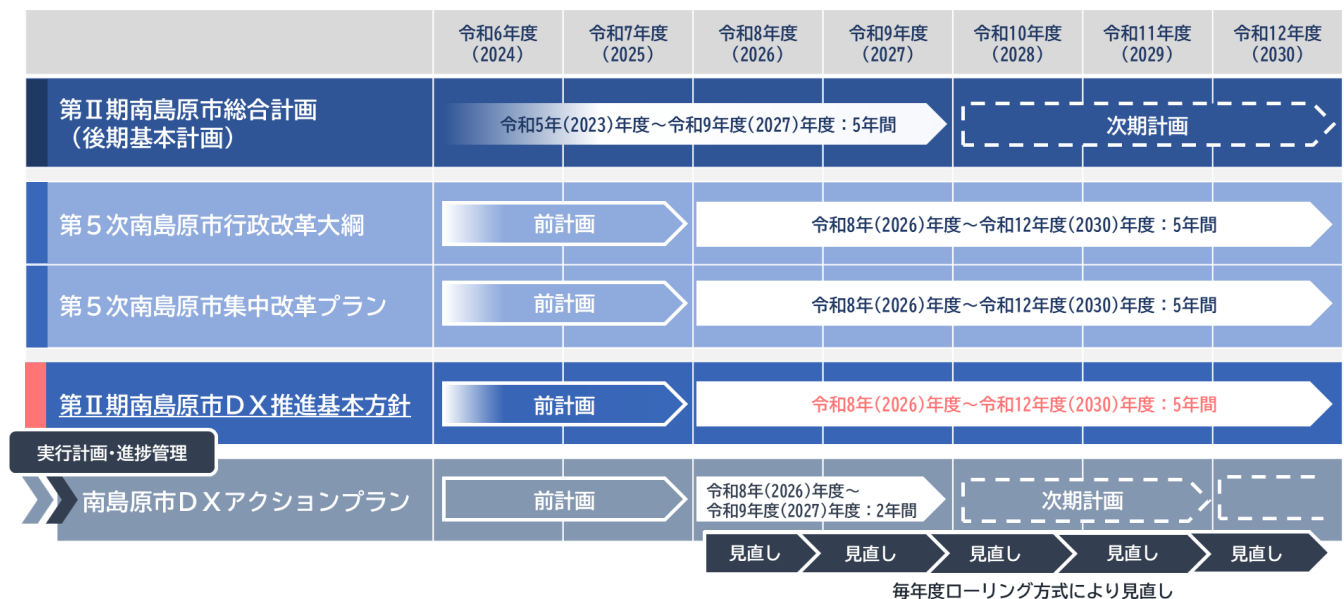 令和6年度
(2024)
令和7年度
(2025)
令和8年度
(2026)
令和9年度
(2027)
令和10年度
(2028)
令和11年度
(2029)
令和12年度
(2030)
第Ⅱ期南島原市総合計画
(後期基本計画)
令和5年(2023)年度～令和9年度(2027)年度：5年間
次期計画
第５次南島原市行政改革大綱
前計画
令和8年(2026)年度～令和12年度(2030)年度：5年間
第５次南島原市集中改革プラン
前計画
令和8年(2026)年度～令和12年度(2030)年度：5年間
第Ⅱ期南島原市ＤＸ推進基本方針
前計画
令和8年(2026)年度～令和12年度(2030)年度：5年間
実行計画・進捗管理
南島原市ＤＸアクションプラン
前計画
令和8年(2026)年度～
令和9年度(2027)年度：2年間
次期計画
見直し
見直し
見直し
見直し
見直し
毎年度ローリング方式により見直し